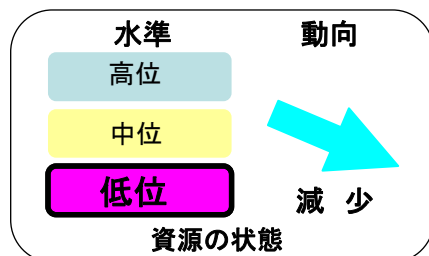 水準 動向
高位
中位
低位
減 少
資源の状態